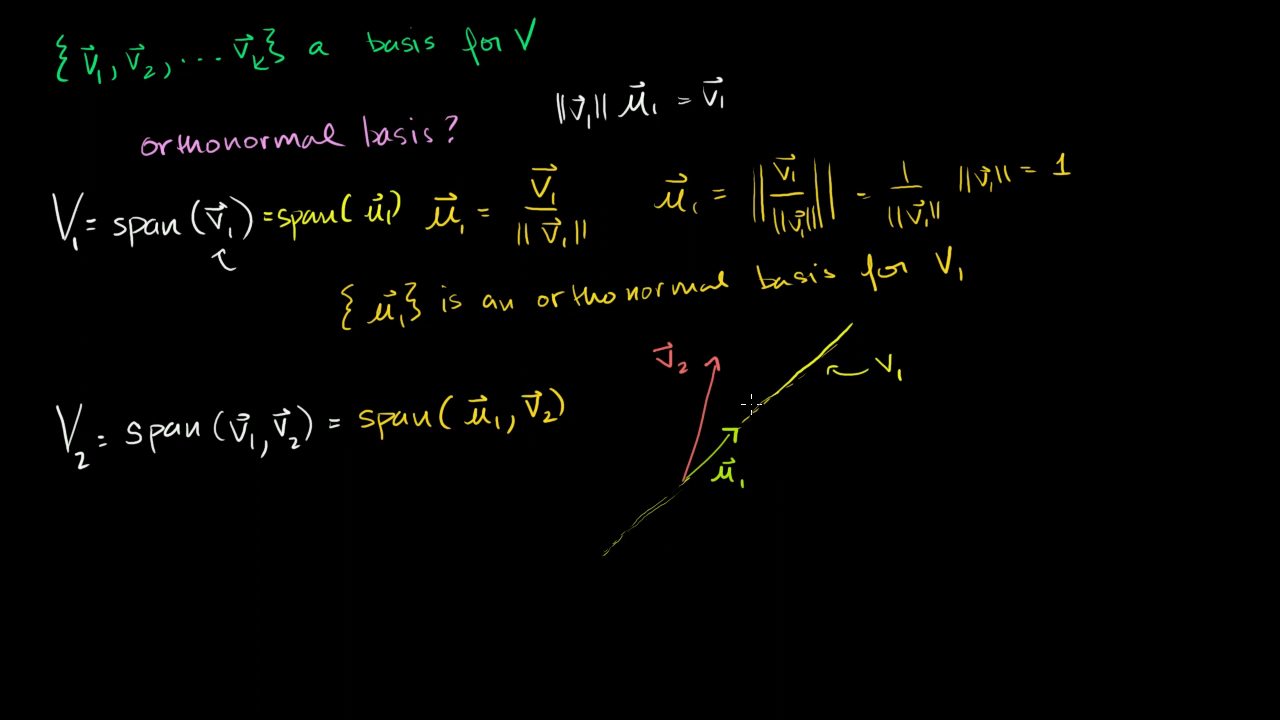 {v⃗₁, v⃗₂, ... v⃗ₖ} a basis for V
‖v⃗₁‖ u⃗₁ = v⃗₁
orthonormal basis?
V₁ = span(v⃗₁) = span(u⃗₁) u⃗₁ = v⃗₁ / ‖v⃗₁‖ u⃗₁ = ‖ v⃗₁ / ‖v⃗₁‖ ‖ = 1 / ‖v⃗₁‖ ‖v⃗₁‖ = 1
{u⃗₁} is an orthonormal basis for V₁
v⃗₂
V₁
V₂ = span(v⃗₁, v⃗₂) = span(u⃗₁, v⃗₂)
u⃗₁